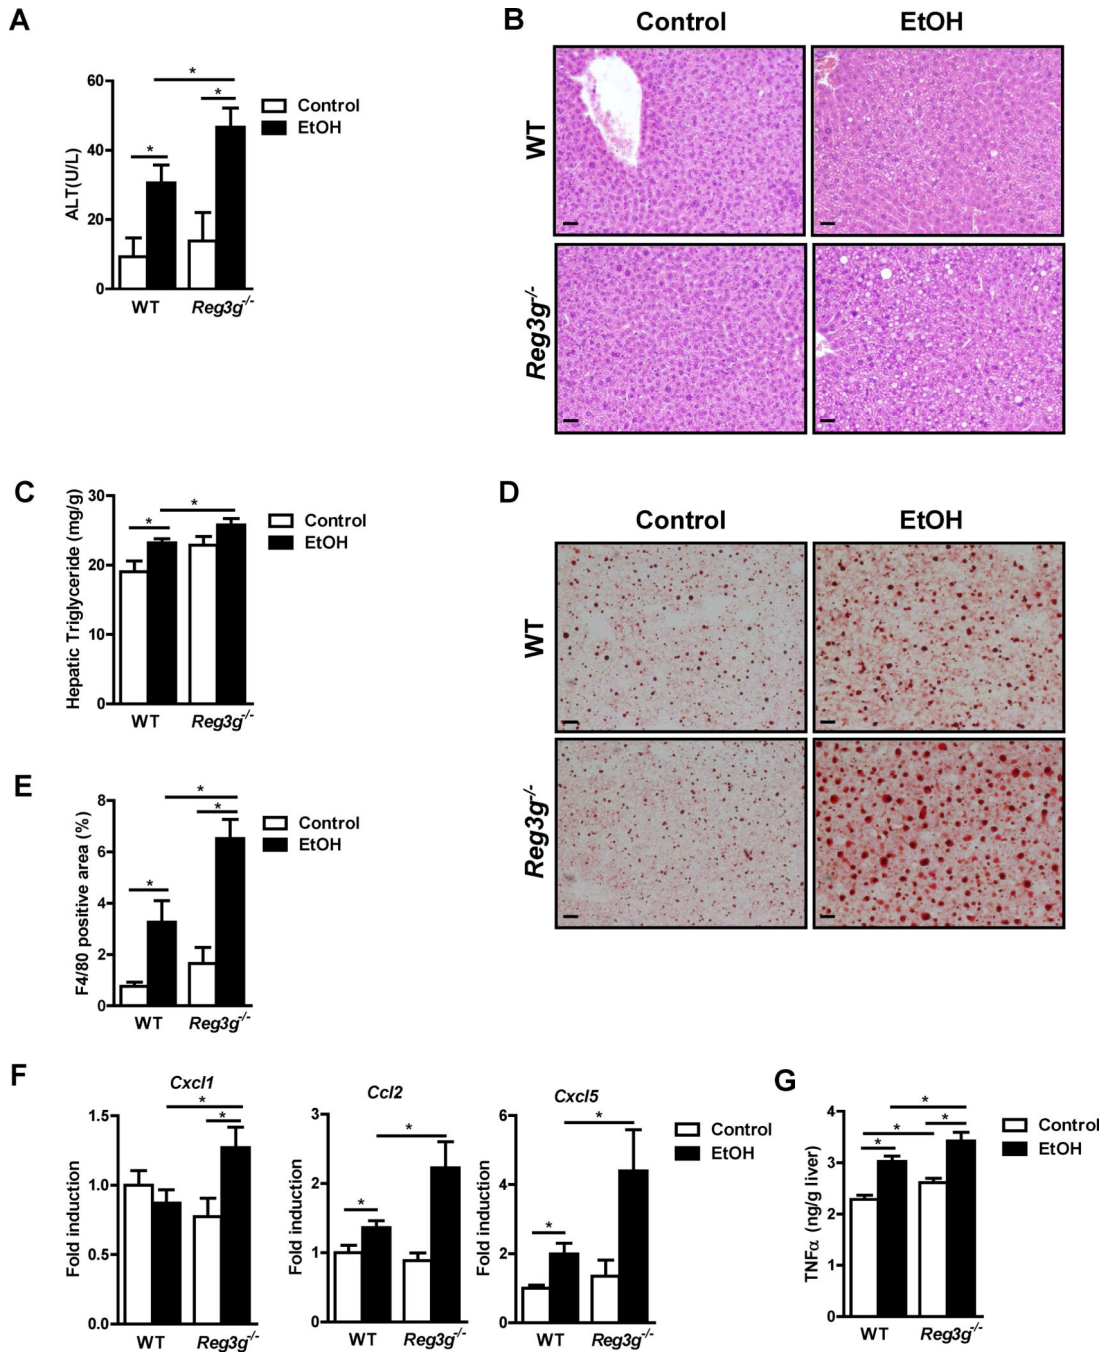 A
60
40
20
0
ALT(U/L)
*
*
*
Control
EtOH
WT
Reg3g-/-
B
Control
EtOH
WT
Reg3g-/-
C
30
20
10
0
Hepatic Triglyceride (mg/g)
*
*
Control
EtOH
WT
Reg3g-/-
D
Control
EtOH
WT
Reg3g-/-
E
8
6
4
2
0
F4/80 positive area (%)
*
*
*
Control
EtOH
WT
Reg3g-/-
F
Cxcl1
1.5
1.0
0.5
0.0
Fold induction
*
*
WT
Reg3g-/-
Ccl2
3
2
1
0
Fold induction
*
*
WT
Reg3g-/-
Cxcl5
6
4
2
0
Fold induction
*
*
WT
Reg3g-/-
Control
EtOH
G
4
3
2
1
0
TNFα (ng/g liver)
*
*
*
*
Control
EtOH
WT
Reg3g-/-